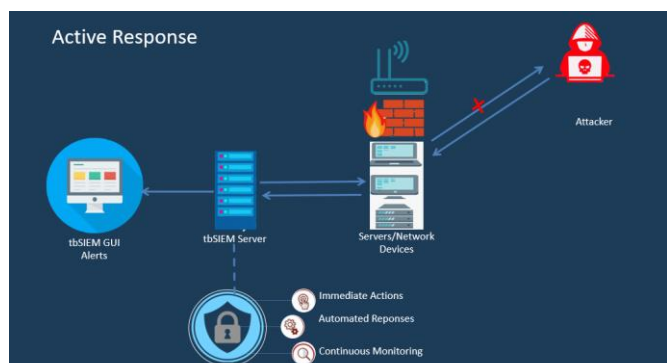 Active Response
Attacker
tbSIEM GUI
Alerts
tbSIEM Server
Servers/Network
Devices
Immediate Actions
Automated Reponses
Continuous Monitoring